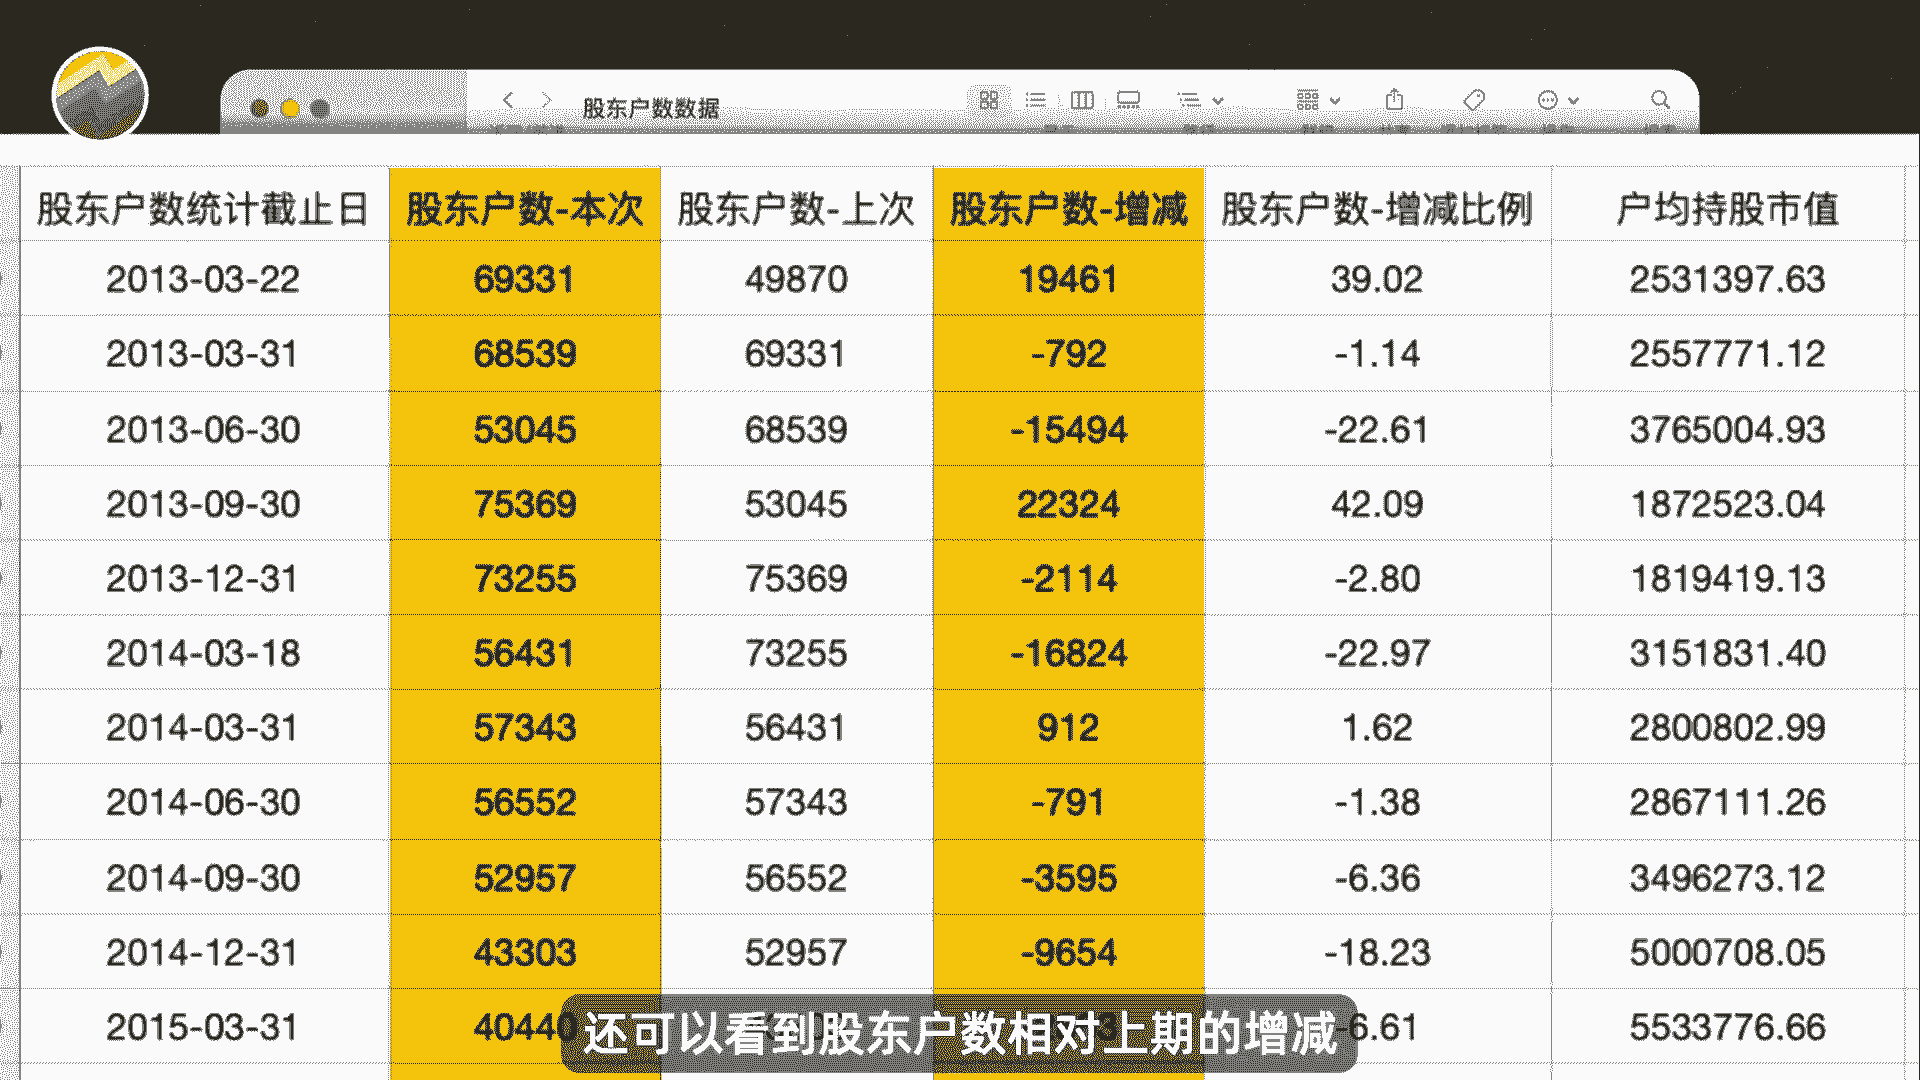 股东户数数据
股东户数统计截止日 股东户数-本次 股东户数-上次 股东户数-增减 股东户数-增减比例 户均持股市值
2013-03-22 69331 49870 19461 39.02 2531397.63
2013-03-31 68539 69331 -792 -1.14 2557771.12
2013-06-30 53045 68539 -15494 -22.61 3765004.93
2013-09-30 75369 53045 22324 42.09 1872523.04
2013-12-31 73255 75369 -2114 -2.80 1819419.13
2014-03-18 56431 73255 -16824 -22.97 3151831.40
2014-03-31 57343 56431 912 1.62 2800802.99
2014-06-30 56552 57343 -791 -1.38 2867111.26
2014-09-30 52957 56552 -3595 -6.36 3496273.12
2014-12-31 43303 52957 -9654 -18.23 5000708.05
2015-03-31 40440 -6.61 5533776.66
还可以看到股东户数相对上期的增减